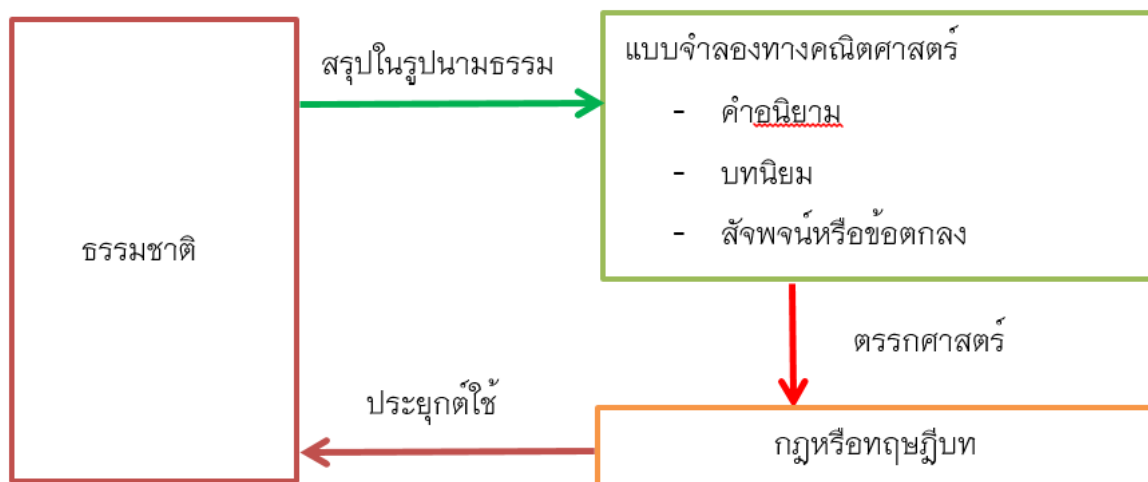 สรุปในรูปนามธรรม
แบบจำลองทางคณิตศาสตร์
- คำอนิยาม
- บทนิยม
- สัจพจน์หรือข้อตกลง
ธรรมชาติ
ตรรกศาสตร์
ประยุกต์ใช้
กฎหรือทฤษฎีบท